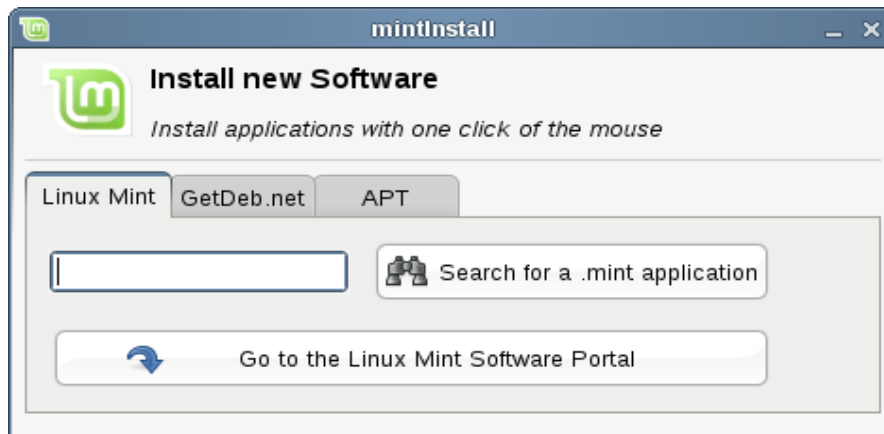 mintInstall
Install new Software
Install applications with one click of the mouse
Linux Mint GetDeb.net APT
Search for a .mint application
Go to the Linux Mint Software Portal